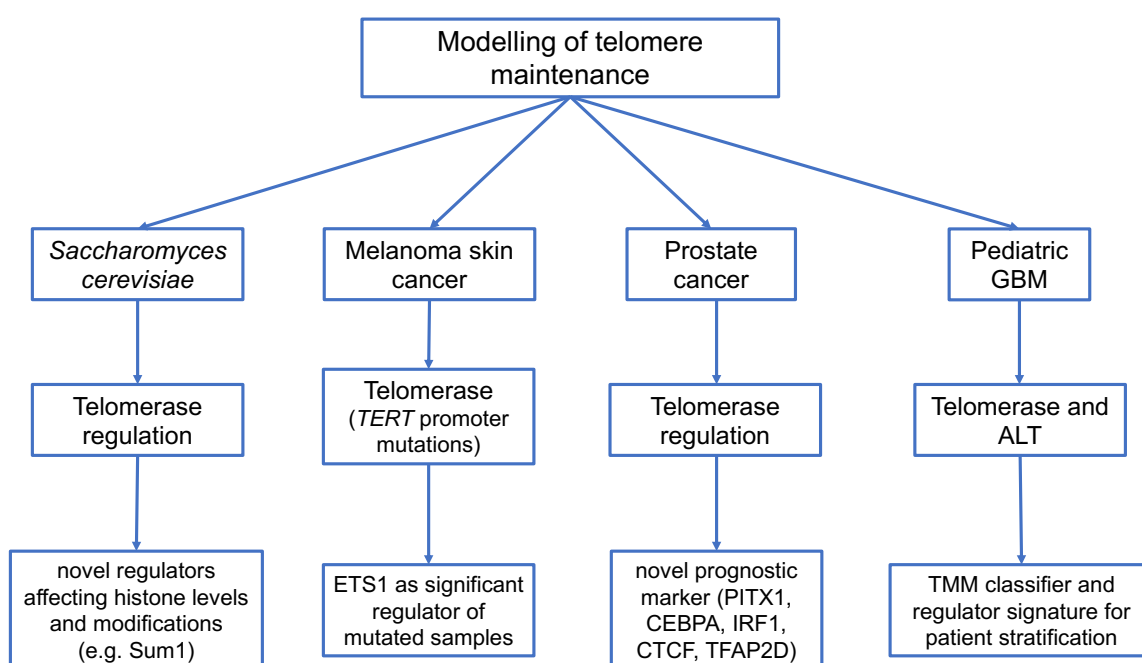 Modelling of telomere
maintenance
Saccharomyces
cerevisiae
Melanoma skin
cancer
Prostate
cancer
Pediatric
GBM
Telomerase
regulation
Telomerase
(TERT promoter
mutations)
Telomerase
regulation
Telomerase and
ALT
novel regulators
affecting histone levels
and modifications
(e.g. Sum1)
ETS1 as significant
regulator of
mutated samples
novel prognostic
marker (PITX1,
CEBPA, IRF1,
CTCF, TFAP2D)
TMM classifier and
regulator signature for
patient stratification